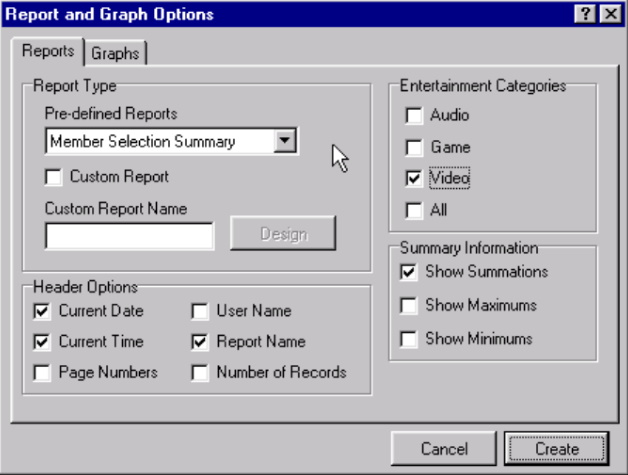 Report and Graph Options
Reports Graphs
Report Type
Pre-defined Reports
Member Selection Summary
Custom Report
Custom Report Name
Design
Header Options
Current Date User Name
Current Time Report Name
Page Numbers Number of Records
Entertainment Categories
Audio
Game
Video
All
Summary Information
Show Summations
Show Maximums
Show Minimums
Cancel Create